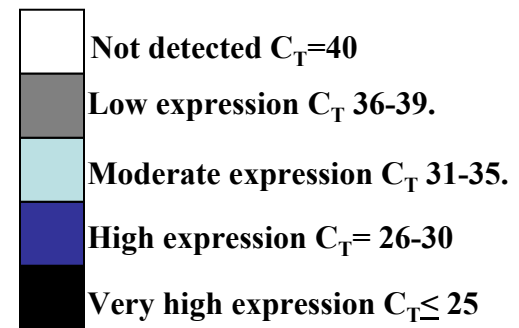 Not detected C_T=40
Low expression C_T 36-39.
Moderate expression C_T 31-35.
High expression C_T= 26-30
Very high expression C_T≤ 25